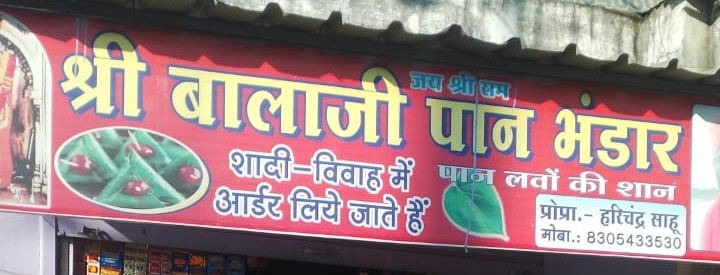 जय श्री राम
श्री बालाजी पान भंडार
शादी-विवाह में
आर्डर लिये जाते हैं
पान लवों की शान
प्रोप्रा.- हरिचंद्र साहू
मोबा.: 8305433530